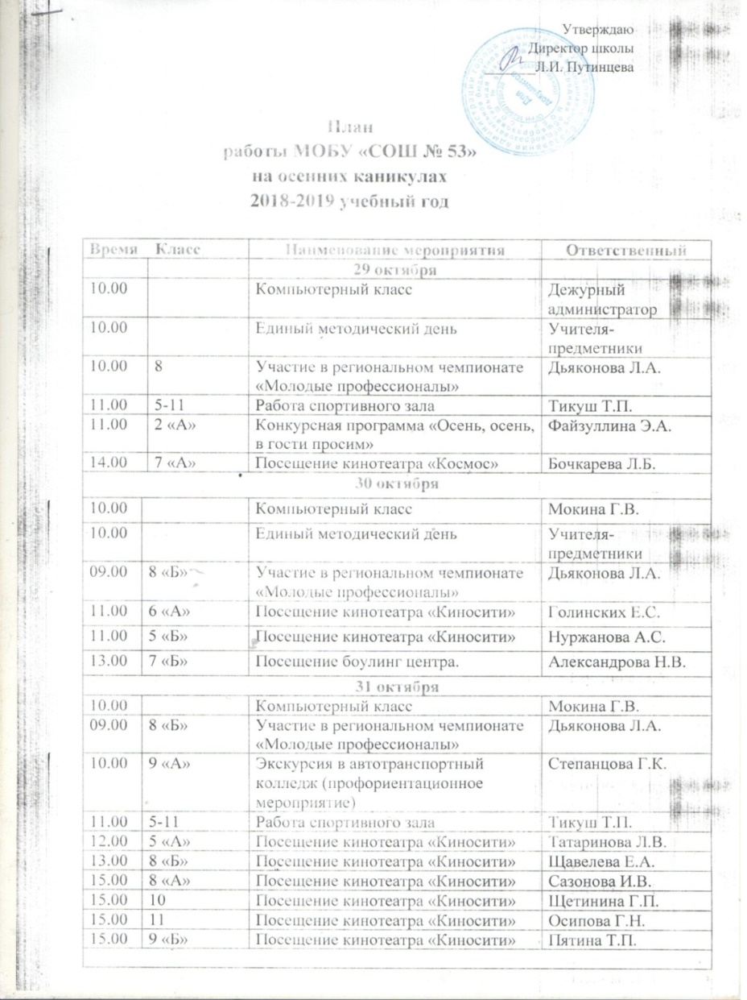 Утверждаю
Директор школы
Л.И. Путинцева
Для
документов
План
работы МОБУ «СОШ № 53»
на осенних каникулах
2018-2019 учебный год
Время Класс Наименование мероприятия Ответственный
29 октября
10.00 Компьютерный класс Дежурный
администратор
10.00 Единый методический день Учителя-
предметники
10.00 8 Участие в региональном чемпионате Дьяконова Л.А.
«Молодые профессионалы»
11.00 5-11 Работа спортивного зала Тикуш Т.П.
11.00 2 «А» Конкурсная программа «Осень, осень, Файзуллина Э.А.
в гости просим»
14.00 7 «А» Посещение кинотеатра «Космос» Бочкарева Л.Б.
30 октября
10.00 Компьютерный класс Мокина Г.В.
10.00 Единый методический день Учителя-
предметники
09.00 8 «Б» Участие в региональном чемпионате Дьяконова Л.А.
«Молодые профессионалы»
11.00 6 «А» Посещение кинотеатра «Киносити» Голинских Е.С.
11.00 5 «Б» Посещение кинотеатра «Киносити» Нуржанова А.С.
13.00 7 «Б» Посещение боулинг центра. Александрова Н.В.
31 октября
10.00 Компьютерный класс Мокина Г.В.
09.00 8 «Б» Участие в региональном чемпионате Дьяконова Л.А.
«Молодые профессионалы»
10.00 9 «А» Экскурсия в автотранспортный Степанцова Г.К.
колледж (профориентационное
мероприятие)
11.00 5-11 Работа спортивного зала Тикуш Т.П.
12.00 5 «А» Посещение кинотеатра «Киносити» Татаринова Л.В.
13.00 8 «Б» Посещение кинотеатра «Киносити» Щавелева Е.А.
15.00 8 «А» Посещение кинотеатра «Киносити» Сазонова И.В.
15.00 10 Посещение кинотеатра «Киносити» Щетинина Г.П.
15.00 11 Посещение кинотеатра «Киносити» Осипова Г.Н.
15.00 9 «Б» Посещение кинотеатра «Киносити» Пятина Т.П.